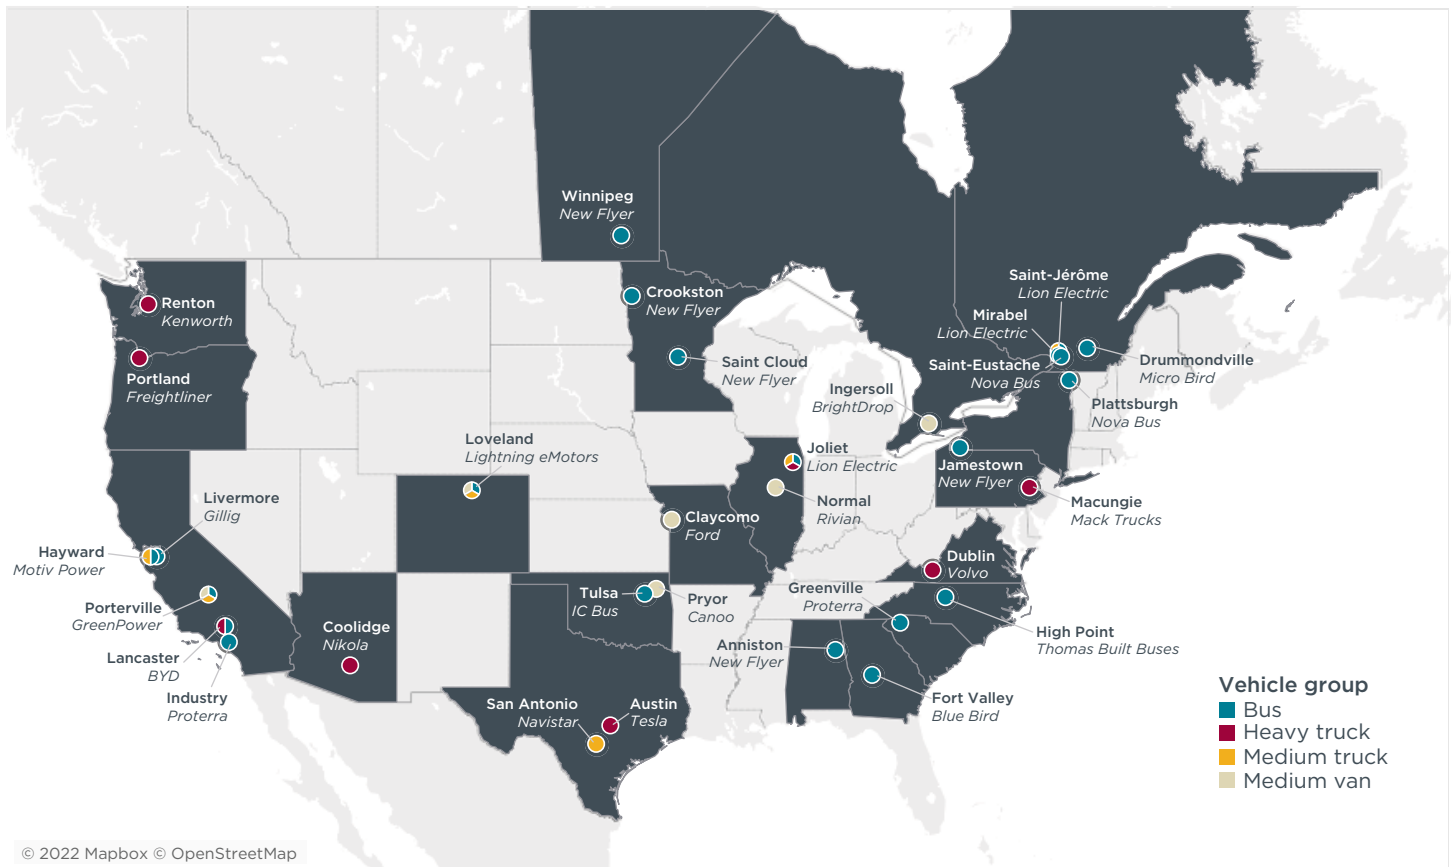 Winnipeg
New Flyer
Crookston
New Flyer
Saint Cloud
New Flyer
Renton
Kenworth
Portland
Freightliner
Saint-Jérôme
Lion Electric
Mirabel
Lion Electric
Saint-Eustache
Nova Bus
Drummondville
Micro Bird
Plattsburgh
Nova Bus
Ingersoll
BrightDrop
Jamestown
New Flyer
Macungie
Mack Trucks
Joliet
Lion Electric
Normal
Rivian
Loveland
Lightning eMotors
Claycomo
Ford
Livermore
Gillig
Hayward
Motiv Power
Porterville
GreenPower
Lancaster
BYD
Industry
Proterra
Coolidge
Nikola
Tulsa
IC Bus
Pryor
Canoo
Dublin
Volvo
Greenville
Proterra
High Point
Thomas Built Buses
Anniston
New Flyer
Fort Valley
Blue Bird
San Antonio
Navistar
Austin
Tesla
Vehicle group
Bus
Heavy truck
Medium truck
Medium van
© 2022 Mapbox © OpenStreetMap